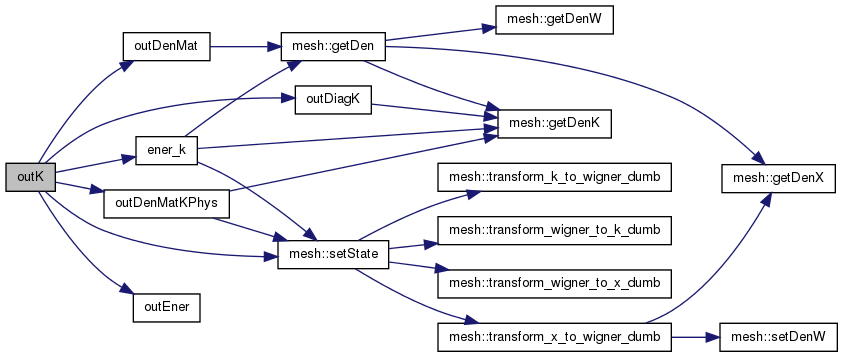 outK
outDenMat
ener_k
outDenMatKPhys
outEner
mesh::getDen
outDiagK
mesh::setState
mesh::getDenW
mesh::getDenK
mesh::transform_k_to_wigner_dumb
mesh::transform_wigner_to_k_dumb
mesh::transform_wigner_to_x_dumb
mesh::transform_x_to_wigner_dumb
mesh::getDenX
mesh::setDenW